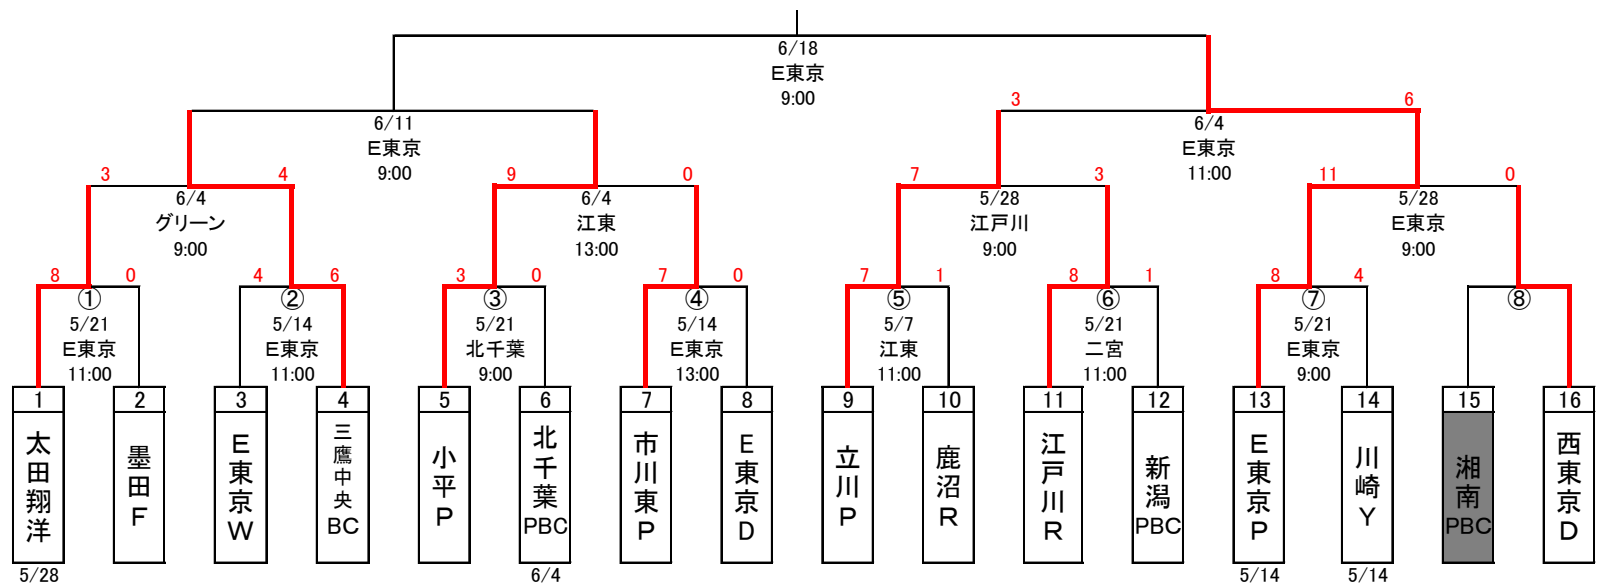 6/18
E東京
9:00
3 6
6/11 6/4
E東京 E東京
9:00 11:00
3 4 9 0 7 3 11 0
6/4 6/4 5/28 5/28
グリーン 江東 江戸川 E東京
9:00 13:00 9:00 9:00
8 0 4 6 3 0 7 0 7 1 8 1 8 4
① ② ③ ④ ⑤ ⑥ ⑦ ⑧
5/21 5/14 5/21 5/14 5/7 5/21 5/21
E東京 E東京 北千葉 E東京 江東 二宮 E東京
11:00 11:00 9:00 13:00 11:00 11:00 9:00
1 2 3 4 5 6 7 8 9 10 11 12 13 14 15 16
太田翔洋
墨田F
E東京W
三鷹中央BC
小平P
北千葉PBC
市川東P
E東京D
立川P
鹿沼R
江戸川R
新潟PBC
E東京P
川崎Y
湘南PBC
西東京D
5/28 6/4 5/14 5/14